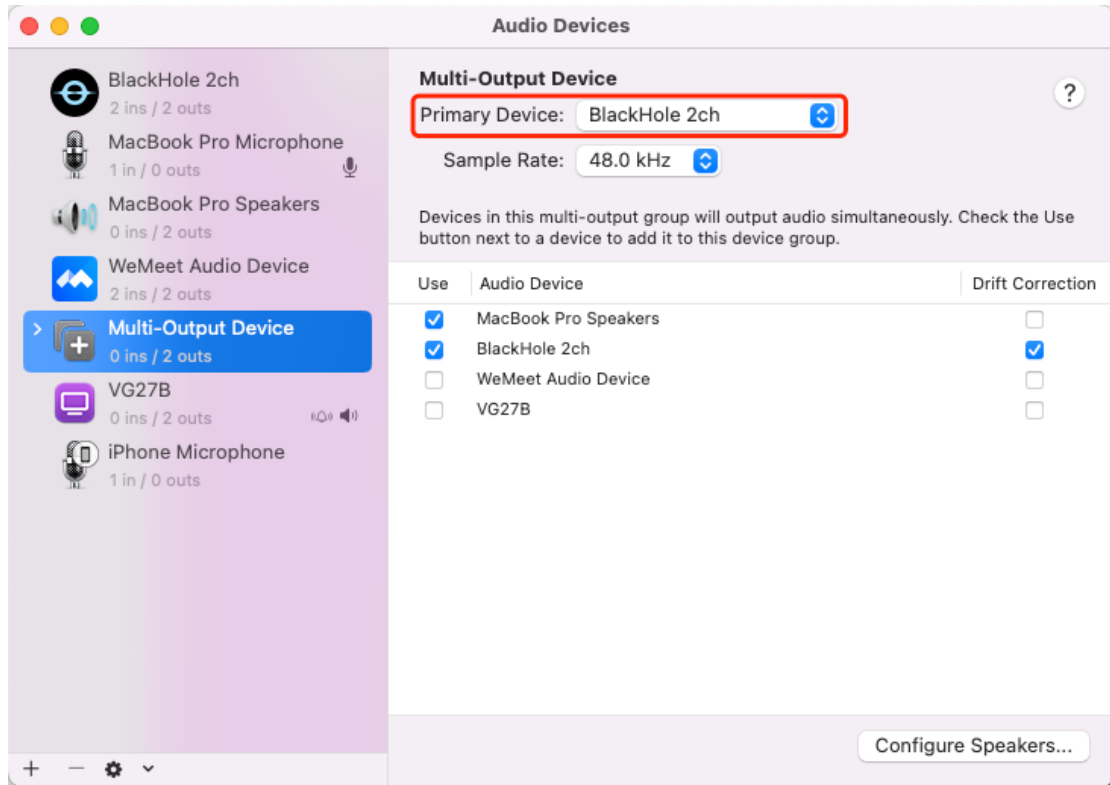 Audio Devices
BlackHole 2ch
2 ins / 2 outs
MacBook Pro Microphone
1 in / 0 outs
MacBook Pro Speakers
0 ins / 2 outs
WeMeet Audio Device
2 ins / 2 outs
Multi-Output Device
0 ins / 2 outs
VG27B
0 ins / 2 outs
iPhone Microphone
1 in / 0 outs
Multi-Output Device
?
Primary Device: BlackHole 2ch
Sample Rate: 48.0 kHz
Devices in this multi-output group will output audio simultaneously. Check the Use
button next to a device to add it to this device group.
Use Audio Device Drift Correction
MacBook Pro Speakers
BlackHole 2ch
WeMeet Audio Device
VG27B
Configure Speakers...